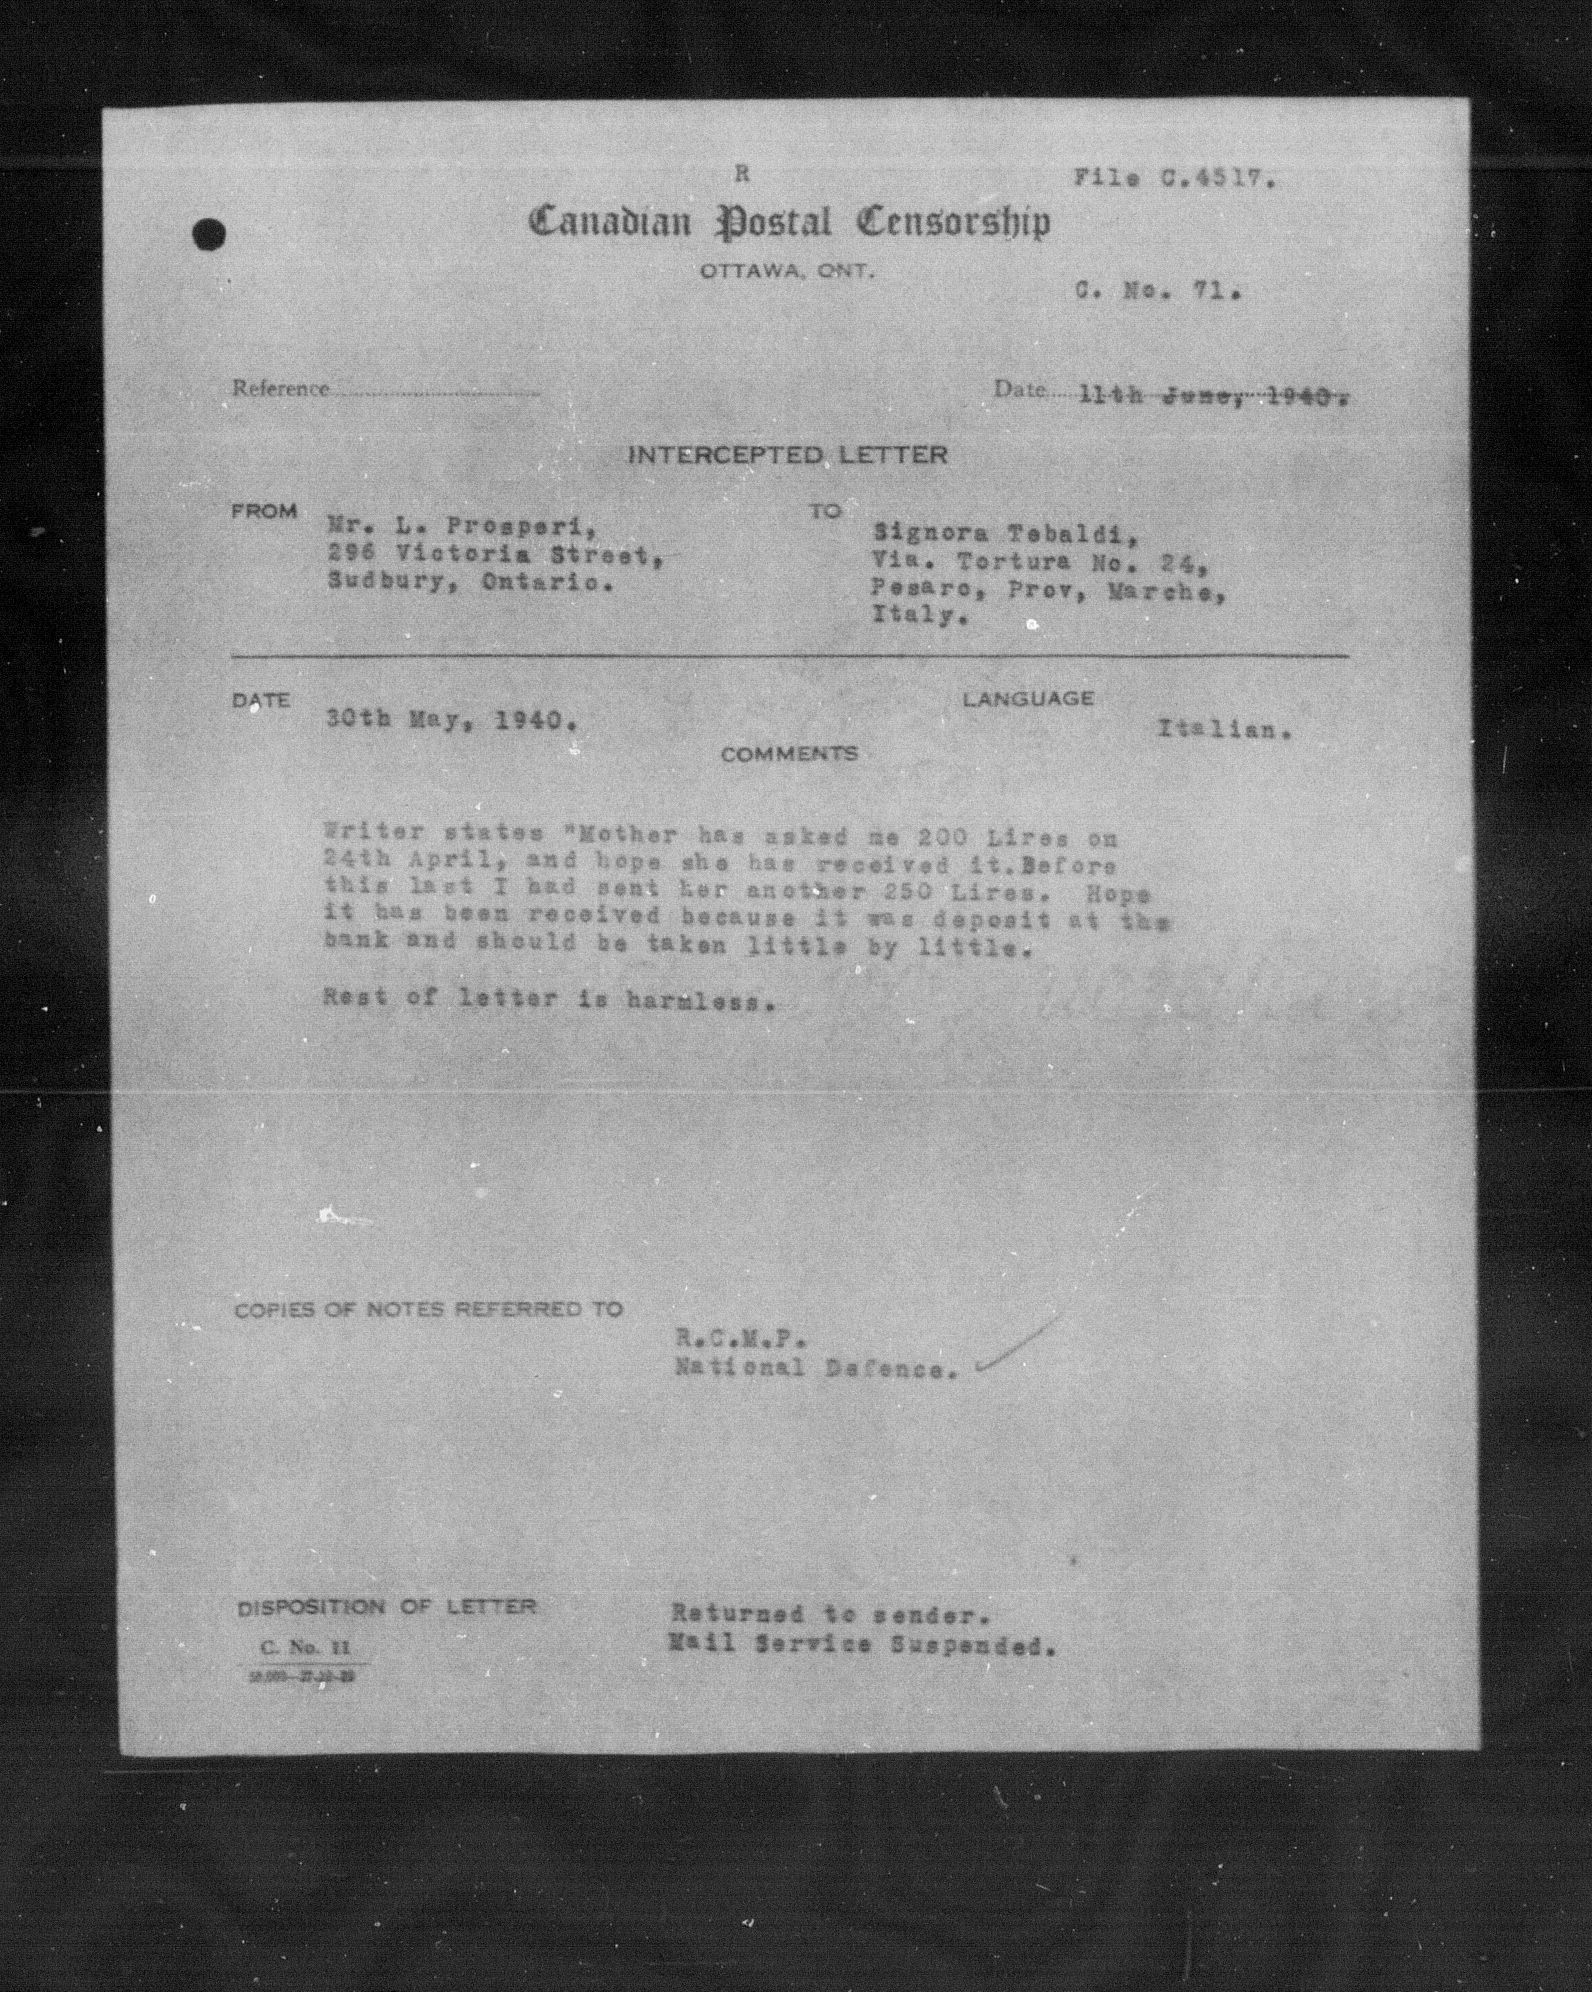 R
File C.4517.
Canadian Postal Censorship
OTTAWA, ONT.
C. No. 71.
Reference
Date 11th June, 1940.
INTERCEPTED LETTER
FROM
Mr. L. Prosperi,
296 Victoria Street,
Sudbury, Ontario.
TO
Signora Tebaldi,
Via. Tortura No. 24,
Pesaro, Prov, Marche,
Italy.
DATE
30th May, 1940.
LANGUAGE
Italian.
COMMENTS
Writer states "Mother has asked me 200 Lires on
24th April, and hope she has received it.Before
this last I had sent her another 250 Lires. Hope
it has been received because it was deposit at the
bank and should be taken little by little.
Rest of letter is harmless.
COPIES OF NOTES REFERRED TO
R.C.M.P.
National Defence.
DISPOSITION OF LETTER
Returned to sender.
Mail Service Suspended.
C. No. 11